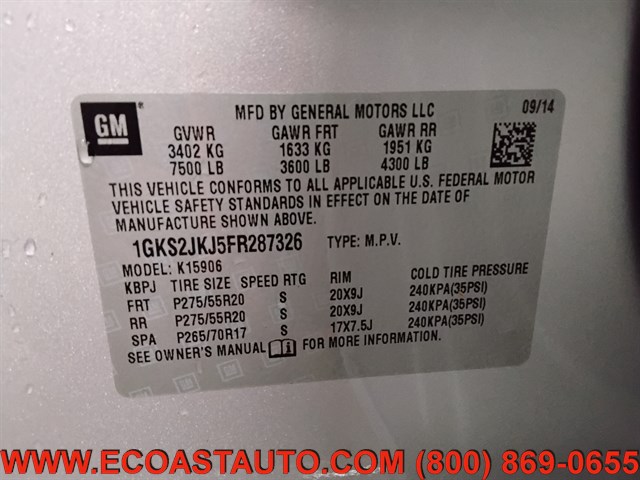 GM
MFD BY GENERAL MOTORS LLC 09/14
GVWR GAWR FRT GAWR RR
3402 KG 1633 KG 1951 KG
7500 LB 3600 LB 4300 LB
THIS VEHICLE CONFORMS TO ALL APPLICABLE U.S. FEDERAL MOTOR
VEHICLE SAFETY STANDARDS IN EFFECT ON THE DATE OF
MANUFACTURE SHOWN ABOVE.
1GKS2JKJ5FR287326 TYPE: M.P.V.
MODEL: K15906
KBPJ TIRE SIZE SPEED RTG RIM COLD TIRE PRESSURE
FRT P275/55R20 S 20X9J 240KPA(35PSI)
RR P275/55R20 S 20X9J 240KPA(35PSI)
SPA P265/70R17 S 17X7.5J 240KPA(35PSI)
SEE OWNER'S MANUAL FOR MORE INFORMATION.
WWW.ECOASTAUTO.COM (800) 869-0655